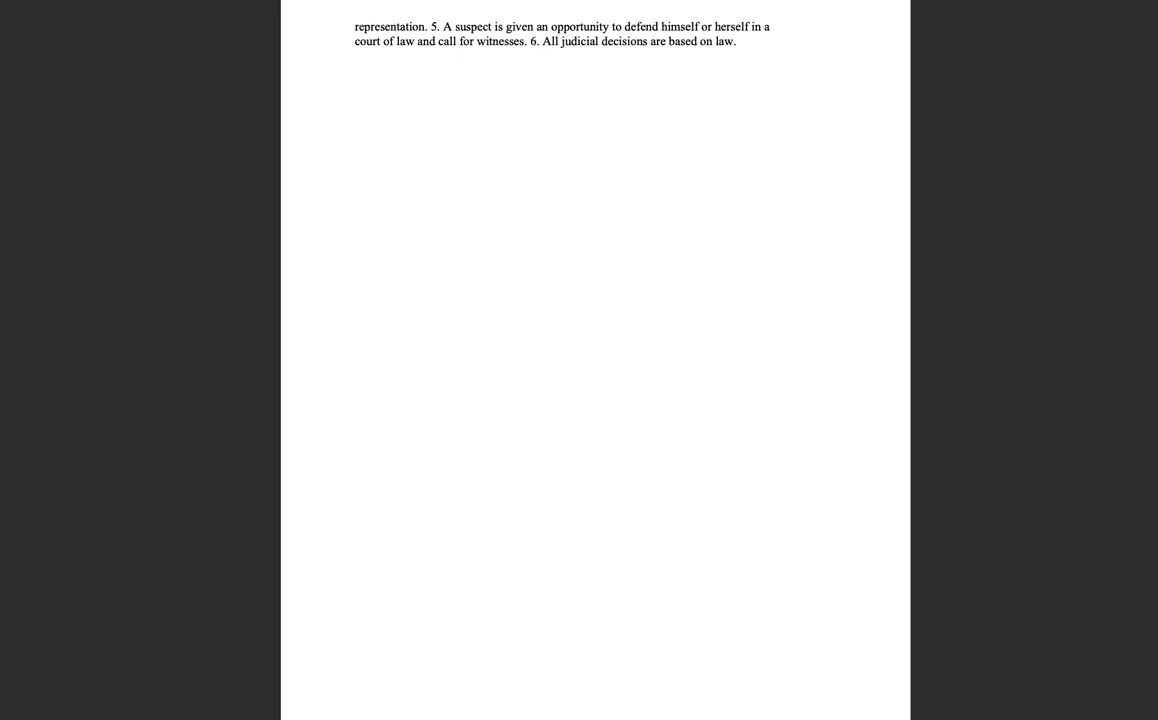 representation. 5. A suspect is given an opportunity to defend himself or herself in a
court of law and call for witnesses. 6. All judicial decisions are based on law.